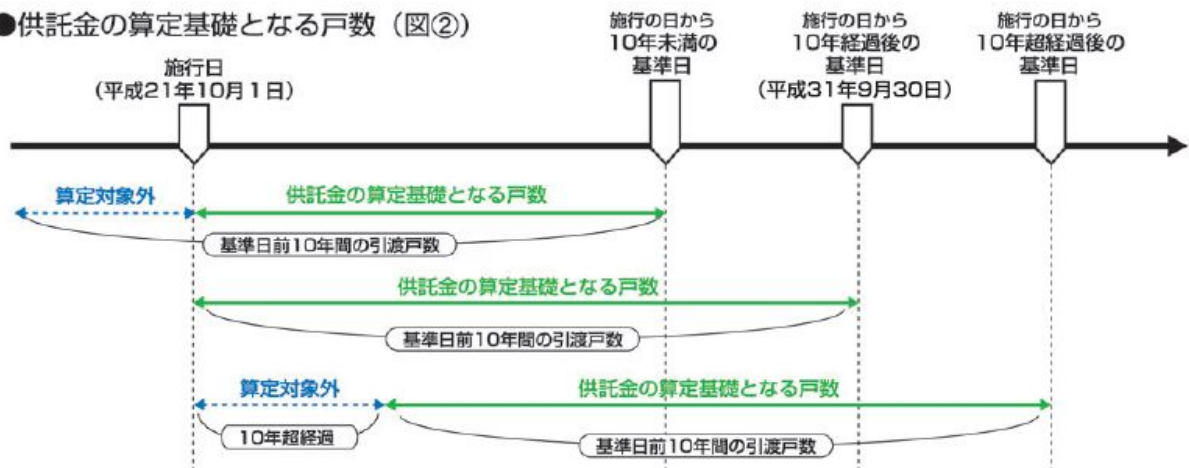 ●供託金の算定基礎となる戸数（図②）
施行日
（平成21年10月1日）
施行の日から
10年未満の
基準日
施行の日から
10年経過後の
基準日
（平成31年9月30日）
施行の日から
10年超経過後の
基準日
算定対象外
供託金の算定基礎となる戸数
基準日前10年間の引渡戸数
供託金の算定基礎となる戸数
基準日前10年間の引渡戸数
算定対象外
供託金の算定基礎となる戸数
10年超経過
基準日前10年間の引渡戸数